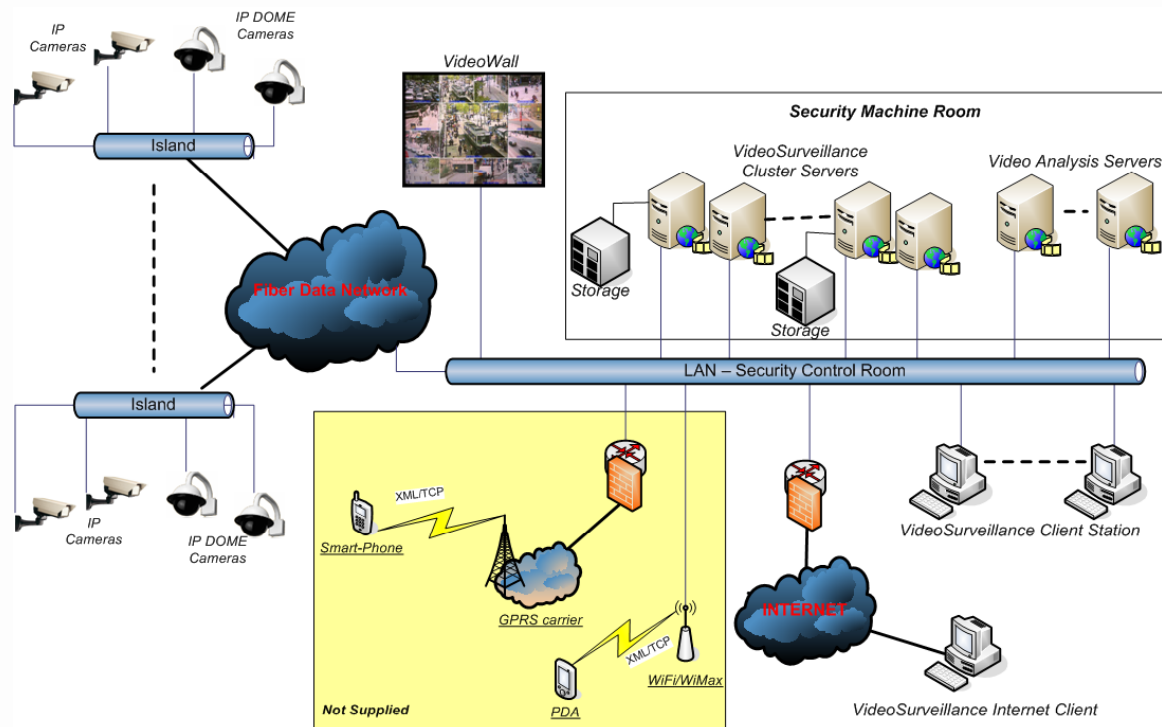 IP
Cameras
IP DOME
Cameras
Island
VideoWall
Security Machine Room
VideoSurveillance
Cluster Servers
Video Analysis Servers
Storage
Storage
Fiber Data Network
LAN – Security Control Room
Island
IP
Cameras
IP DOME
Cameras
XML/TCP
Smart-Phone
GPRS carrier
XML/TCP
WiFi/WiMax
PDA
Not Supplied
VideoSurveillance Client Station
INTERNET
VideoSurveillance Internet Client